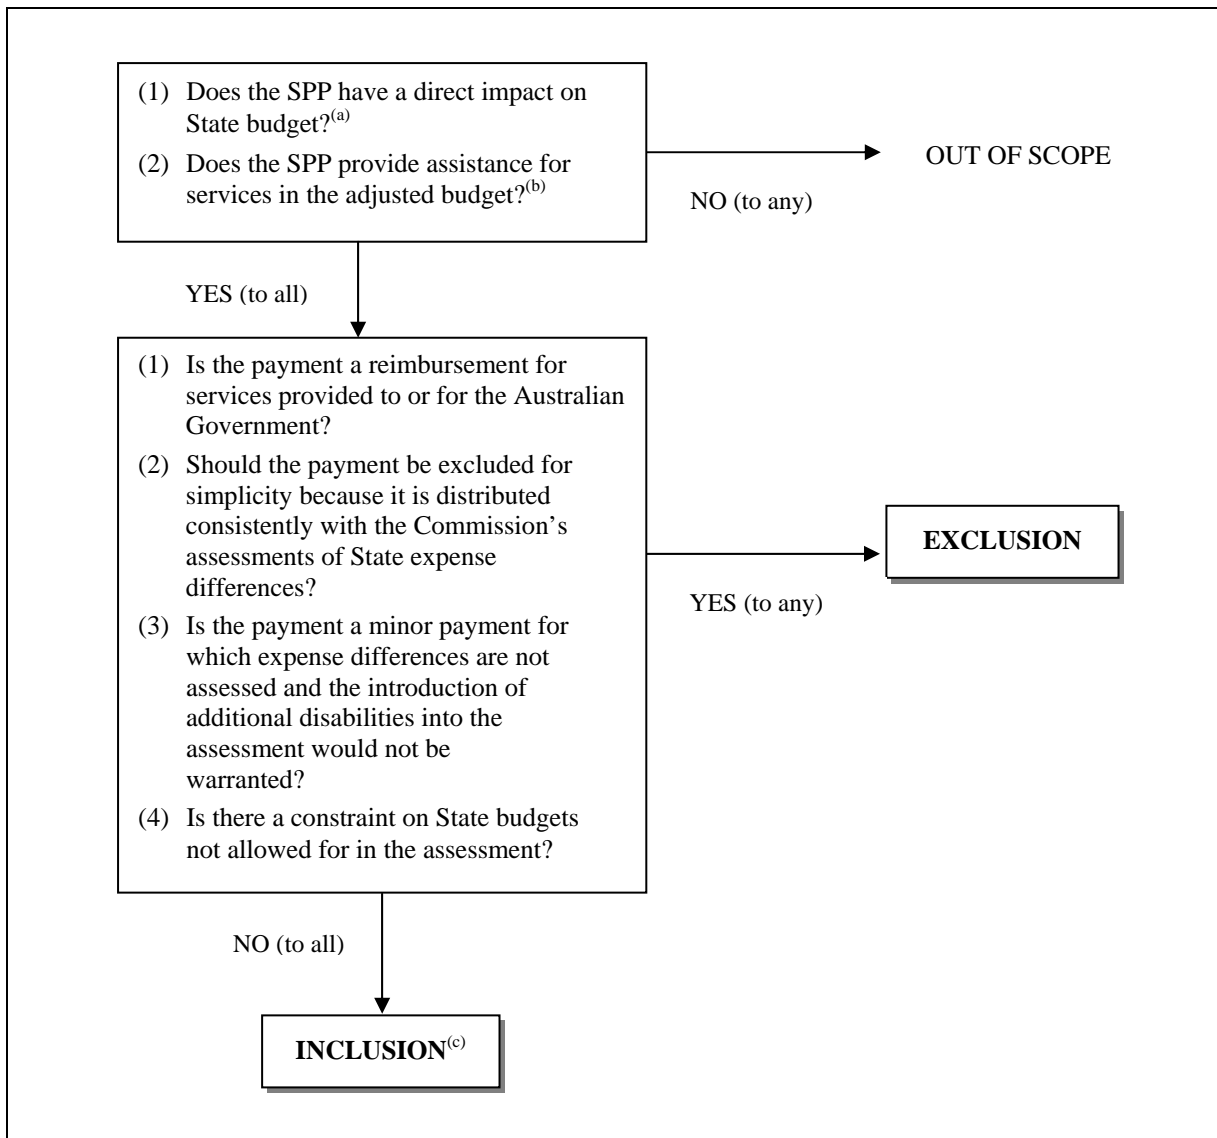 (1) Does the SPP have a direct impact on
State budget?(a)
(2) Does the SPP provide assistance for
services in the adjusted budget?(b)
OUT OF SCOPE
NO (to any)
YES (to all)
(1) Is the payment a reimbursement for
services provided to or for the Australian
Government?
(2) Should the payment be excluded for
simplicity because it is distributed
consistently with the Commission’s
assessments of State expense
differences?
(3) Is the payment a minor payment for
which expense differences are not
assessed and the introduction of
additional disabilities into the
assessment would not be
warranted?
(4) Is there a constraint on State budgets
not allowed for in the assessment?
EXCLUSION
YES (to any)
NO (to all)
INCLUSION(c)